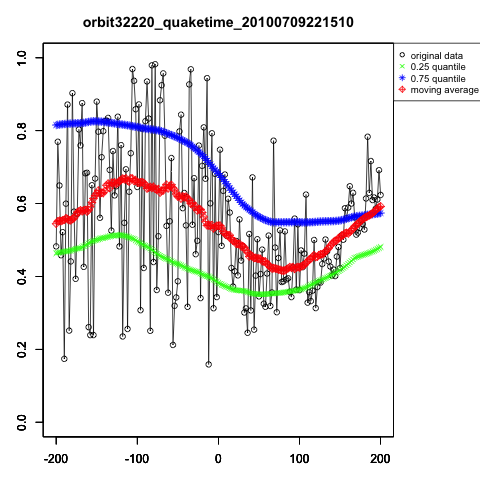 orbit32220_quaketime_20100709221510
original data
0.25 quantile
0.75 quantile
moving average
1.0
0.8
0.6
0.4
0.2
0.0
-200 -100 0 100 200